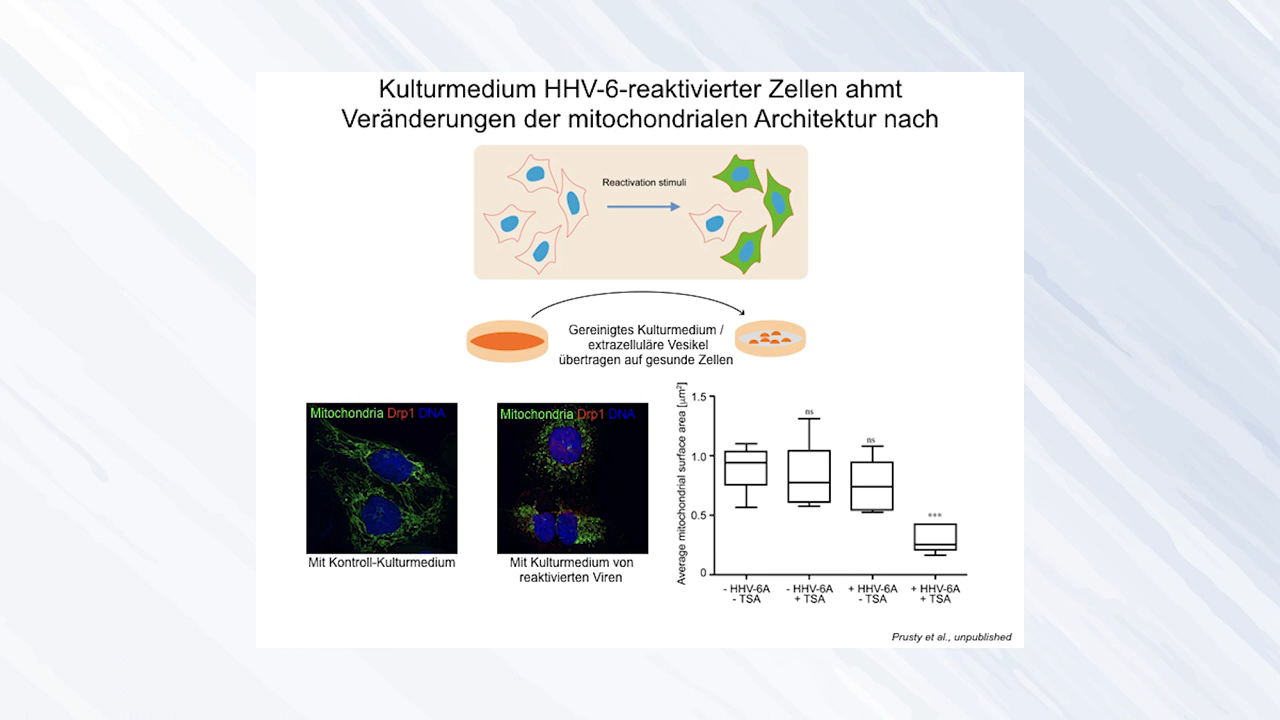 Kulturmedium HHV-6-reaktivierter Zellen ahmt
Veränderungen der mitochondrialen Architektur nach
Reactivation stimuli
Gereinigtes Kulturmedium /
extrazelluläre Vesikel
übertragen auf gesunde Zellen
Mitochondria Drp1 DNA
Mit Kontroll-Kulturmedium
Mitochondria Drp1 DNA
Mit Kulturmedium von
reaktivierten Viren
Average mitochondrial surface area [µm²]
1.5
1.0
0.5
0
ns
ns
***
- HHV-6A
- TSA
- HHV-6A
+ TSA
+ HHV-6A
- TSA
+ HHV-6A
+ TSA
Prusty et al., unpublished